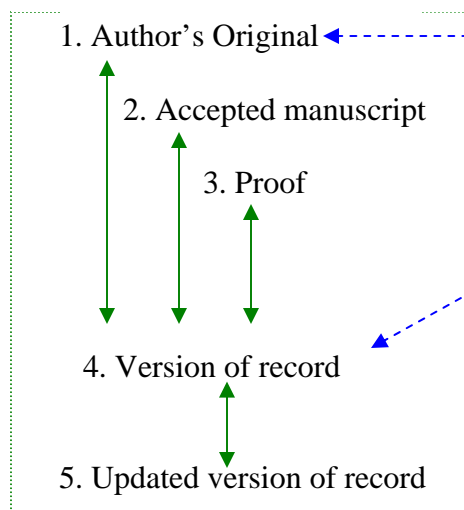 1. Author’s Original
2. Accepted manuscript
3. Proof
4. Version of record
5. Updated version of record